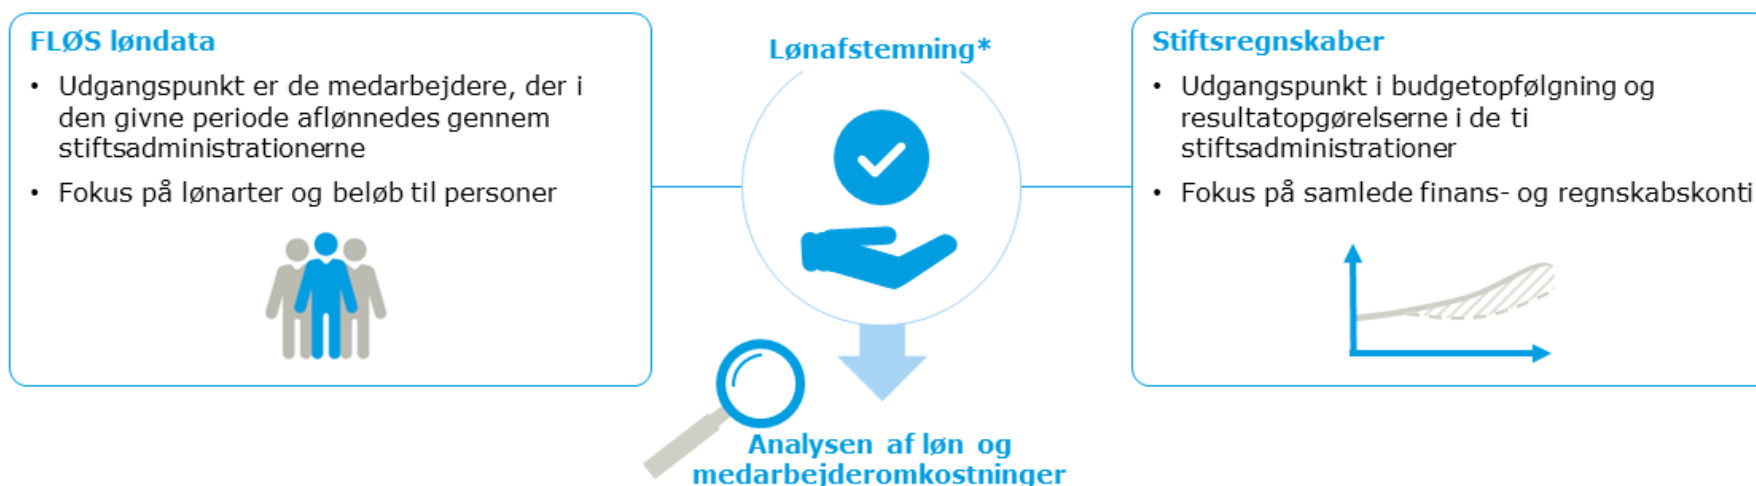 FLØS løndata
• Udgangspunkt er de medarbejdere, der i
den givne periode aflønnedes gennem
stiftsadministrationerne
• Fokus på lønarter og beløb til personer
Lønafstemning*
Stiftsregnskaber
• Udgangspunkt i budgetopfølgning og
resultatopgørelserne i de ti
stiftsadministrationer
• Fokus på samlede finans- og regnskabskonti
Analysen af løn og
medarbejderomkostninger